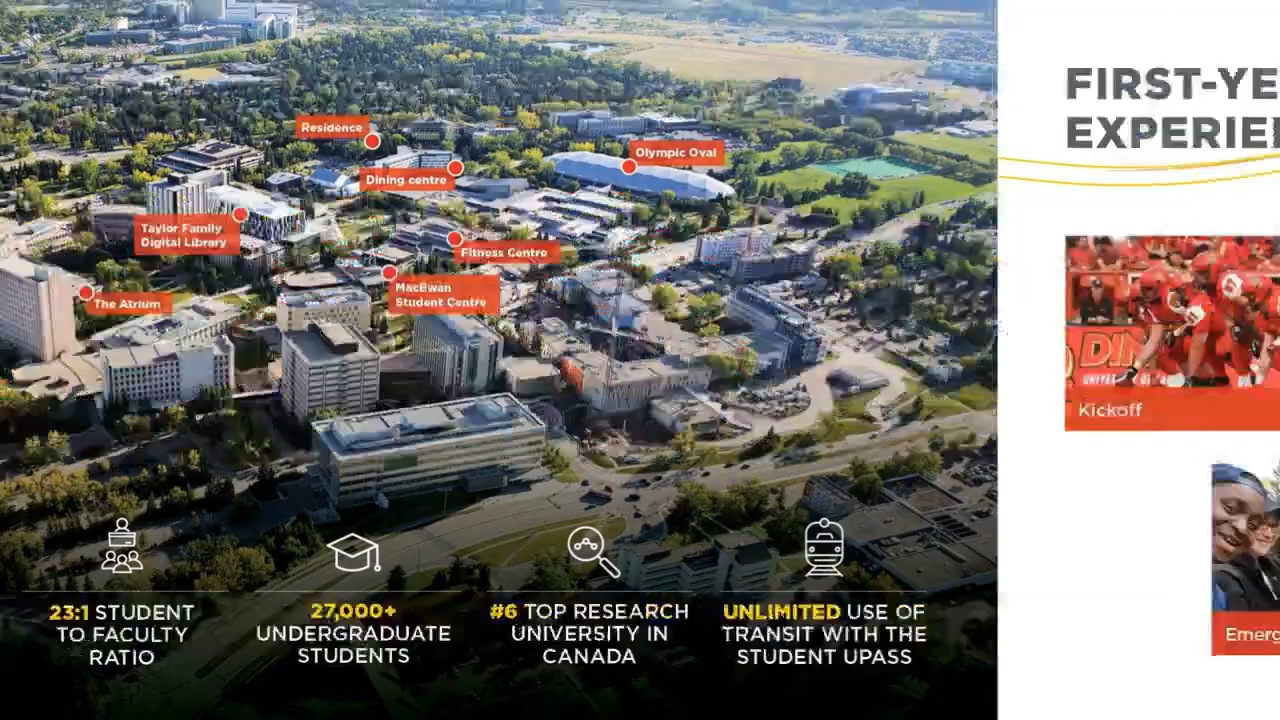 Residence
Olympic Oval
Dining centre
Taylor Family
Digital Library
Fitness Centre
The Atrium
MacEwan
Student Centre
23:1 STUDENT
TO FACULTY
RATIO
27,000+
UNDERGRADUATE
STUDENTS
#6 TOP RESEARCH
UNIVERSITY IN
CANADA
UNLIMITED USE OF
TRANSIT WITH THE
STUDENT UPASS
FIRST-YE
EXPERIE
DIN
Kickoff
Emerg